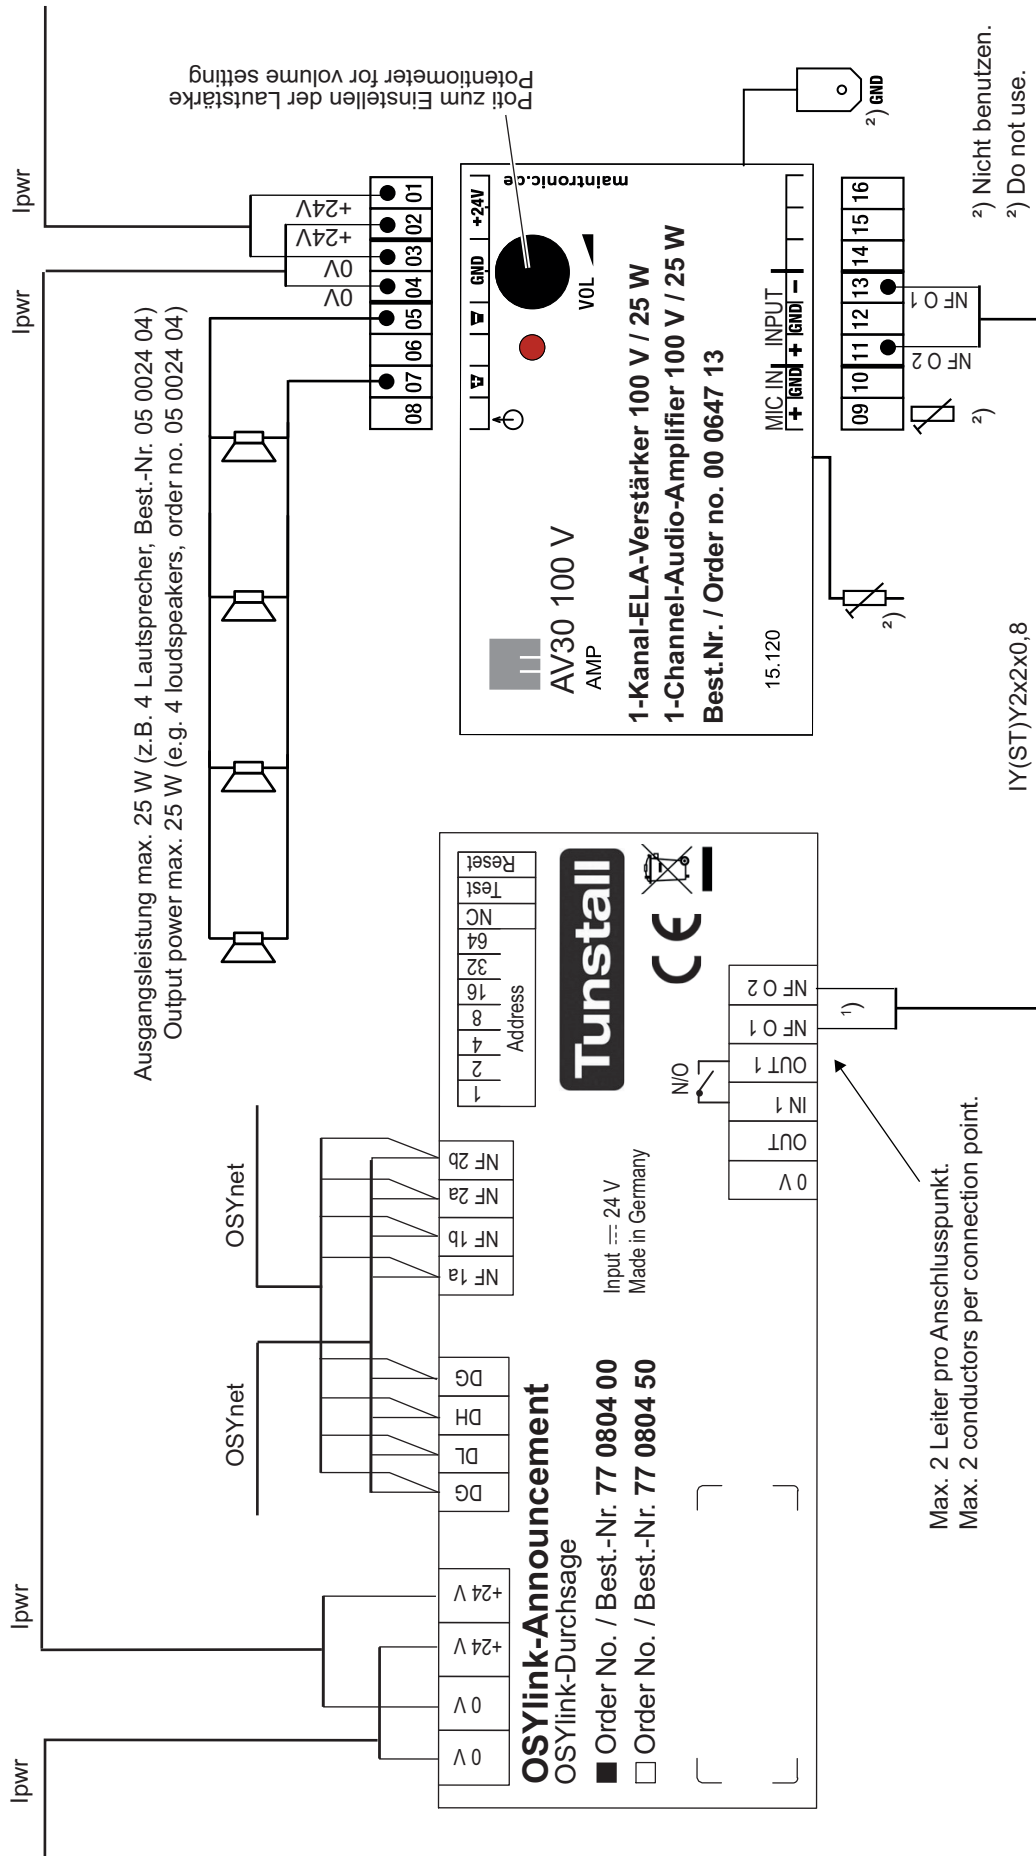 Ipwr
Ipwr
Ipwr
Ipwr
OSYnet
OSYnet
Ausgangsleistung max. 25 W (z.B. 4 Lautsprecher, Best.-Nr. 05 0024 04)
Output power max. 25 W (e.g. 4 loudspeakers, order no. 05 0024 04)
Poti zum Einstellen der Lautstärke
Potentiometer for volume setting
0 V
0 V
+24 V
+24 V
DG
DL
DH
DG
NF 1a
NF 1b
NF 2a
NF 2b
1
2
4
8
16
32
64
NC
Test
Reset
Address
OSYlink-Announcement
OSYlink-Durchsage
■ Order No. / Best.-Nr. 77 0804 00
□ Order No. / Best.-Nr. 77 0804 50
Input 24 V
Made in Germany
Tunstall
CE
N/O
0 V
OUT
IN 1
OUT 1
NF O 1
NF O 2
¹)
Max. 2 Leiter pro Anschlusspunkt.
Max. 2 conductors per connection point.
0V
0V
+24V
+24V
08
07
06
05
04
03
02
01
GND
+24V
VOL
maintronic.de
AV30 100 V
AMP
1-Kanal-ELA-Verstärker 100 V / 25 W
1-Channel-Audio-Amplifier 100 V / 25 W
Best.Nr. / Order no. 00 0647 13
15.120
MIC IN
INPUT
+
GND
+
GND
–
09
10
11
12
13
14
15
16
²)
²)
NF O 2
NF O 1
²) GND
²) Nicht benutzen.
²) Do not use.
IY(ST)Y2x2x0,8